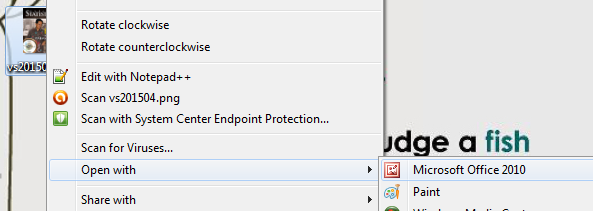 Rotate clockwise
Rotate counterclockwise
Edit with Notepad++
Scan vs201504.png
Scan with System Center Endpoint Protection...
Scan for Viruses...
Open with
Share with
vs20150
udge a fish
Microsoft Office 2010
Paint